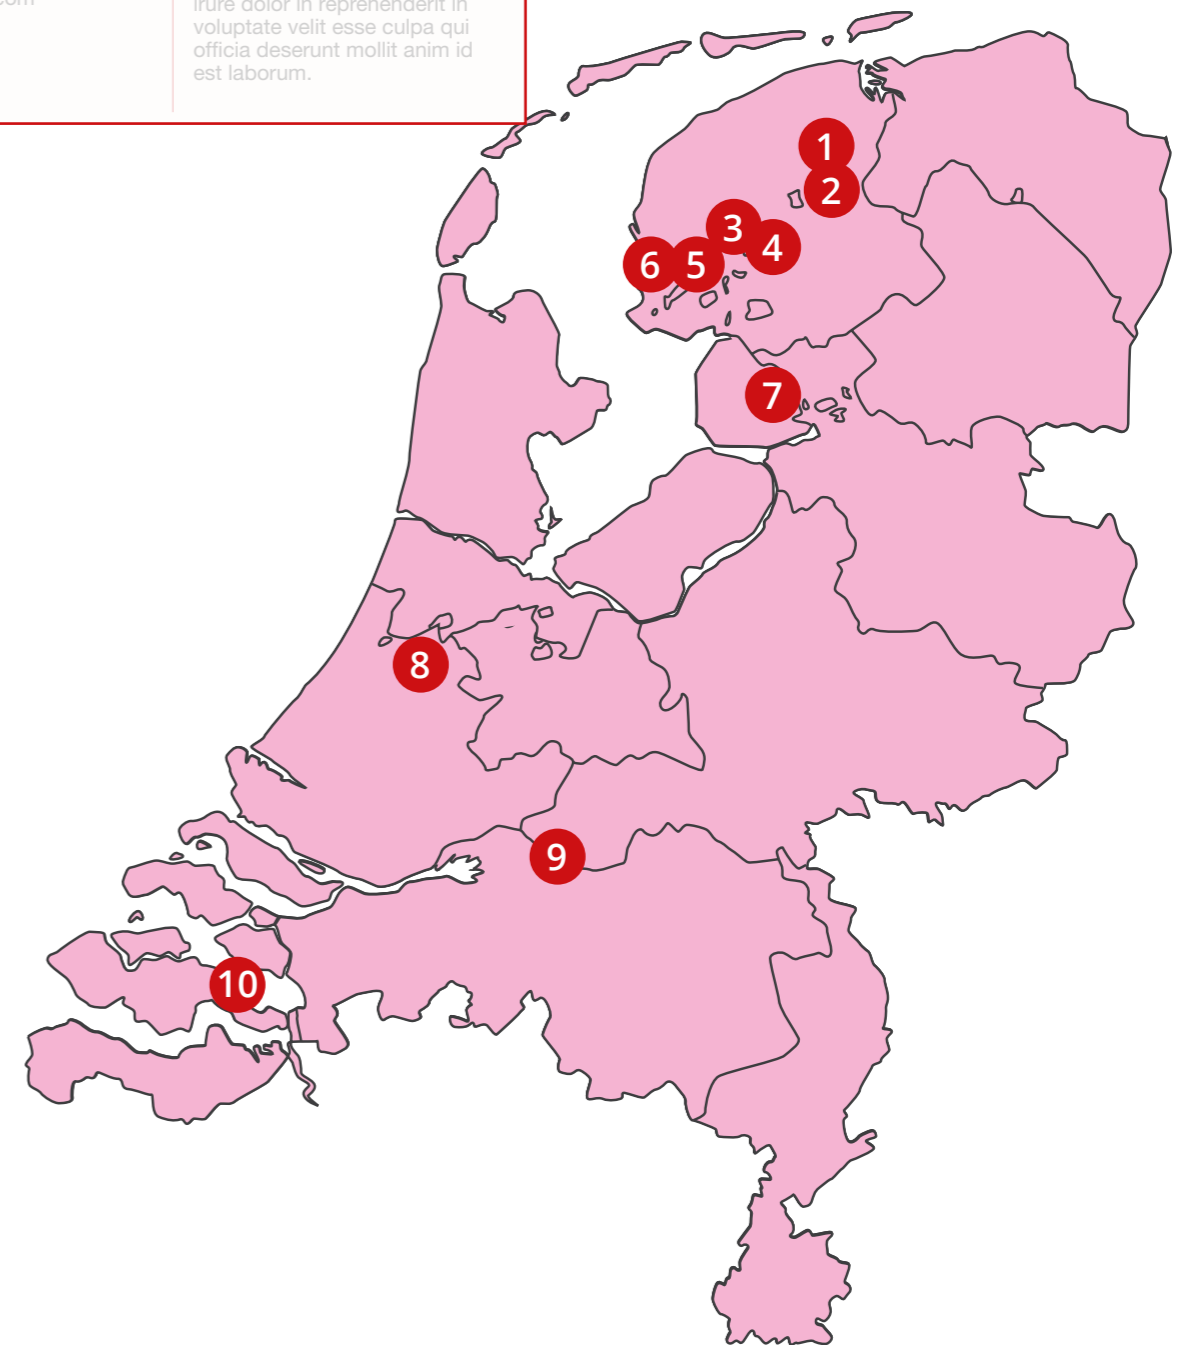 com
irure dolor in reprehenderit in
voluptate velit esse culpa qui
officia deserunt mollit anim id
est laborum.
1
2
3
4
5
6
7
8
9
10